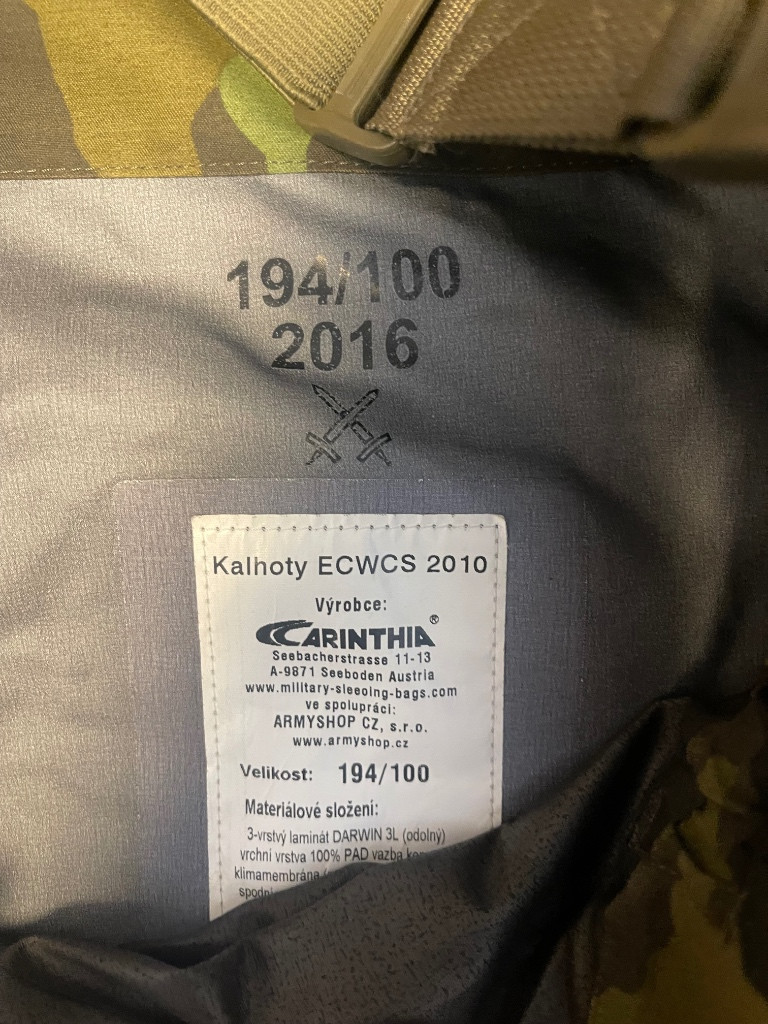 194/100
2016
Kalhoty ECWCS 2010
Výrobce:
CARINTHIA®
Seebacherstrasse 11-13
A-9871 Seeboden Austria
www.military-sleeoing-bags.com
ve spolupráci:
ARMYSHOP CZ, s.r.o.
www.armyshop.cz
Velikost: 194/100
Materiálové složení:
3-vrstvý laminát DARWIN 3L (odolný)
vrchní vrstva 100% PAD vazba
klimamembrána